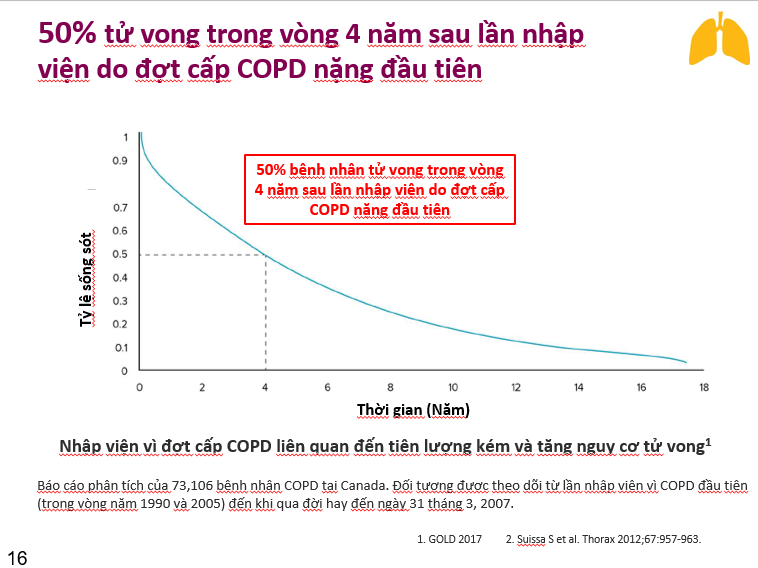 50% tử vong trong vòng 4 năm sau lần nhập
viện do đợt cấp COPD nặng đầu tiên
50% bệnh nhân tử vong trong vòng
4 năm sau lần nhập viện do đợt cấp
COPD nặng đầu tiên
Tỷ lệ sống sót
1
0.9
0.7
0.6
0.5
0.4
0.3
0.2
0.1
0
0 2 4 6 8 10 12 14 16 18
Thời gian (Năm)
Nhập viện vì đợt cấp COPD liên quan đến tiên lượng kém và tăng nguy cơ tử vong1
Báo cáo phân tích của 73,106 bệnh nhân COPD tại Canada. Đối tượng được theo dõi từ lần nhập viện vì COPD đầu tiên
(trong vòng năm 1990 và 2005) đến khi qua đời hay đến ngày 31 tháng 3, 2007.
1. GOLD 2017 2. Suissa S et al. Thorax 2012;67:957-963.
16